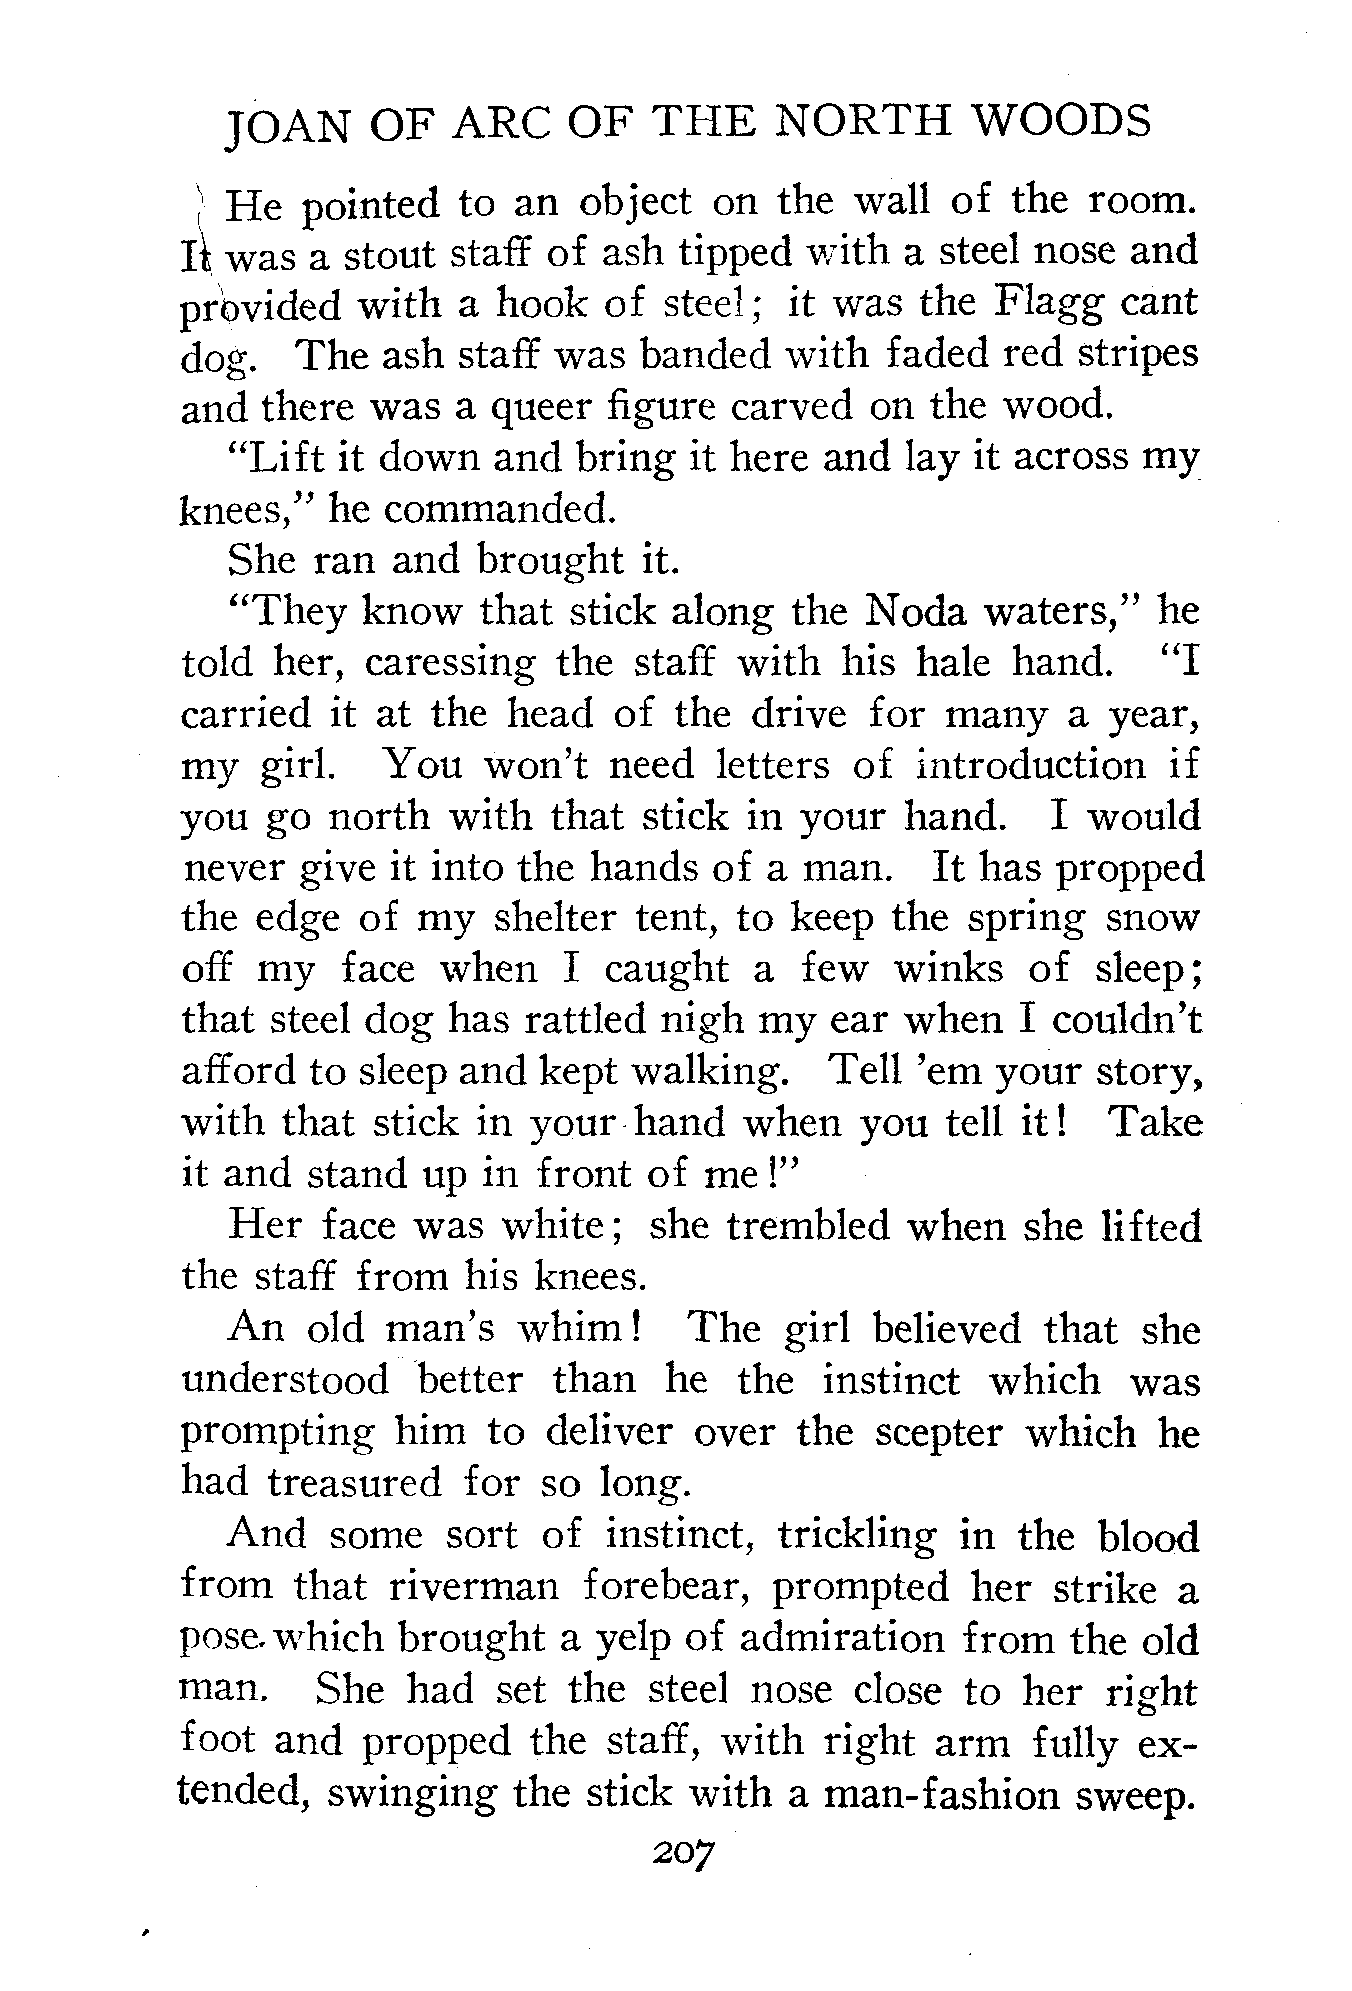 JOAN OF ARC OF THE NORTH WOODS
He pointed to an object on the wall of the room.
It was a stout staff of ash tipped with a steel nose and
provided with a hook of steel; it was the Flagg cant
dog. The ash staff was banded with faded red stripes
and there was a queer figure carved on the wood.
“Lift it down and bring it here and lay it across my
knees,” he commanded.
She ran and brought it.
“They know that stick along the Noda waters,” he
told her, caressing the staff with his hale hand. “I
carried it at the head of the drive for many a year,
my girl. You won't need letters of introduction if
you go north with that stick in your hand. I would
never give it into the hands of a man. It has propped
the edge of my shelter tent, to keep the spring snow
off my face when I caught a few winks of sleep;
that steel dog has rattled nigh my ear when I couldn't
afford to sleep and kept walking. Tell 'em your story,
with that stick in your hand when you tell it! Take
it and stand up in front of me!”
Her face was white; she trembled when she lifted
the staff from his knees.
An old man's whim! The girl believed that she
understood better than he the instinct which was
prompting him to deliver over the scepter which he
had treasured for so long.
And some sort of instinct, trickling in the blood
from that riverman forebear, prompted her strike a
pose which brought a yelp of admiration from the old
man. She had set the steel nose close to her right
foot and propped the staff, with right arm fully ex-
tended, swinging the stick with a man-fashion sweep.
207